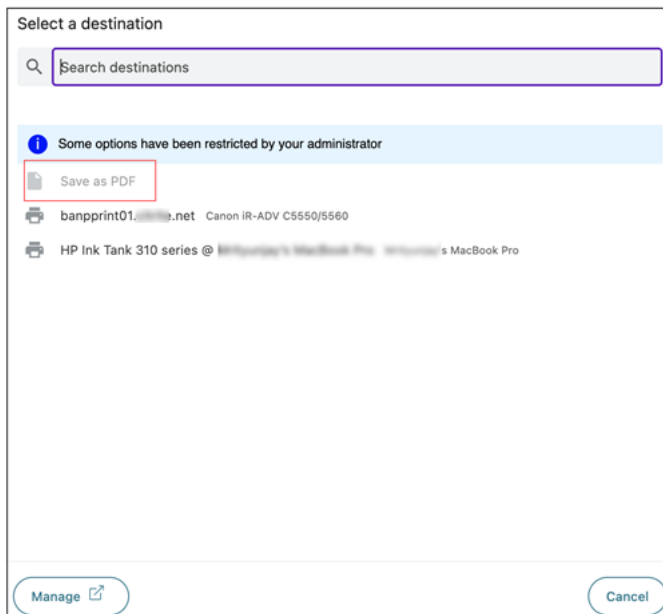 Select a destination
Search destinations
Some options have been restricted by your administrator
Save as PDF
banpprint01. .net Canon iR-ADV C5550/5560
HP Ink Tank 310 series @ 's MacBook Pro
Manage
Cancel